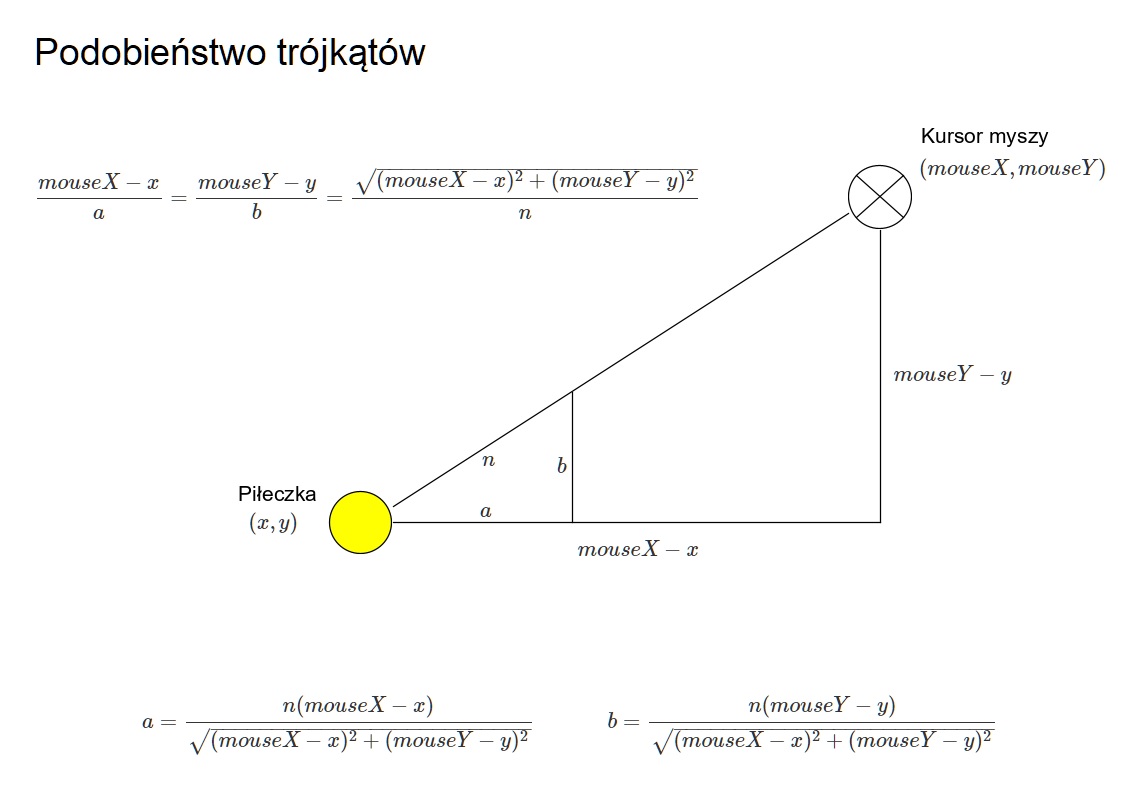 Podobieństwo trójkątów
Kursor myszy
(mouseX, mouseY)
\frac{mouseX - x}{a} = \frac{mouseY - y}{b} = \frac{\sqrt{(mouseX - x)^2 + (mouseY - y)^2}}{n}
mouseY - y
n
b
Piłeczka
(x, y)
a
mouseX - x
a = \frac{n(mouseX - x)}{\sqrt{(mouseX - x)^2 + (mouseY - y)^2}}
b = \frac{n(mouseY - y)}{\sqrt{(mouseX - x)^2 + (mouseY - y)^2}}